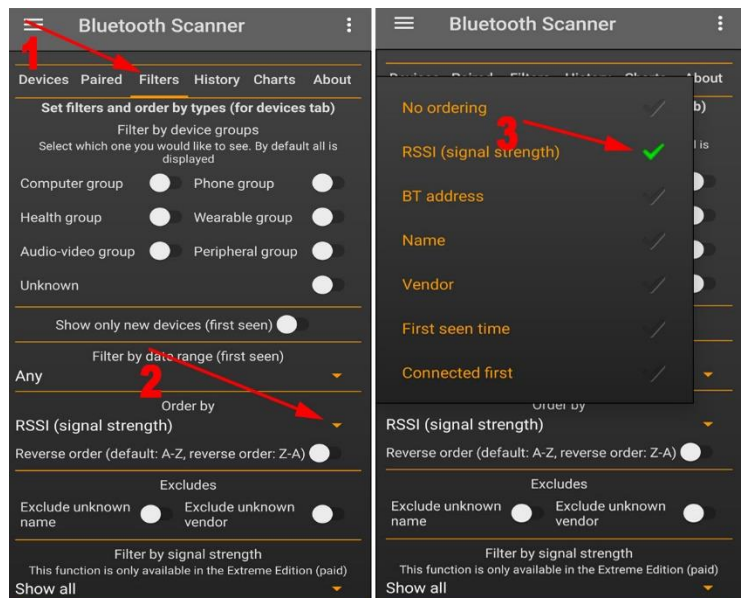 Bluetooth Scanner
1
Devices Paired Filters History Charts About
Set filters and order by types (for devices tab)
Filter by device groups
Select which one you would like to see. By default all is
displayed
Computer group Phone group
Health group Wearable group
Audio-video group Peripheral group
Unknown
Show only new devices (first seen)
Filter by date range (first seen)
Any
2
Order by
RSSI (signal strength)
Reverse order (default: A-Z, reverse order: Z-A)
Excludes
Exclude unknown Exclude unknown
name vendor
Filter by signal strength
This function is only available in the Extreme Edition (paid)
Show all
Bluetooth Scanner
About
b)
No ordering
3
l is
RSSI (signal strength)
BT address
Name
Vendor
First seen time
Connected first
Order by
RSSI (signal strength)
Reverse order (default: A-Z, reverse order: Z-A)
Excludes
Exclude unknown Exclude unknown
name vendor
Filter by signal strength
This function is only available in the Extreme Edition (paid)
Show all